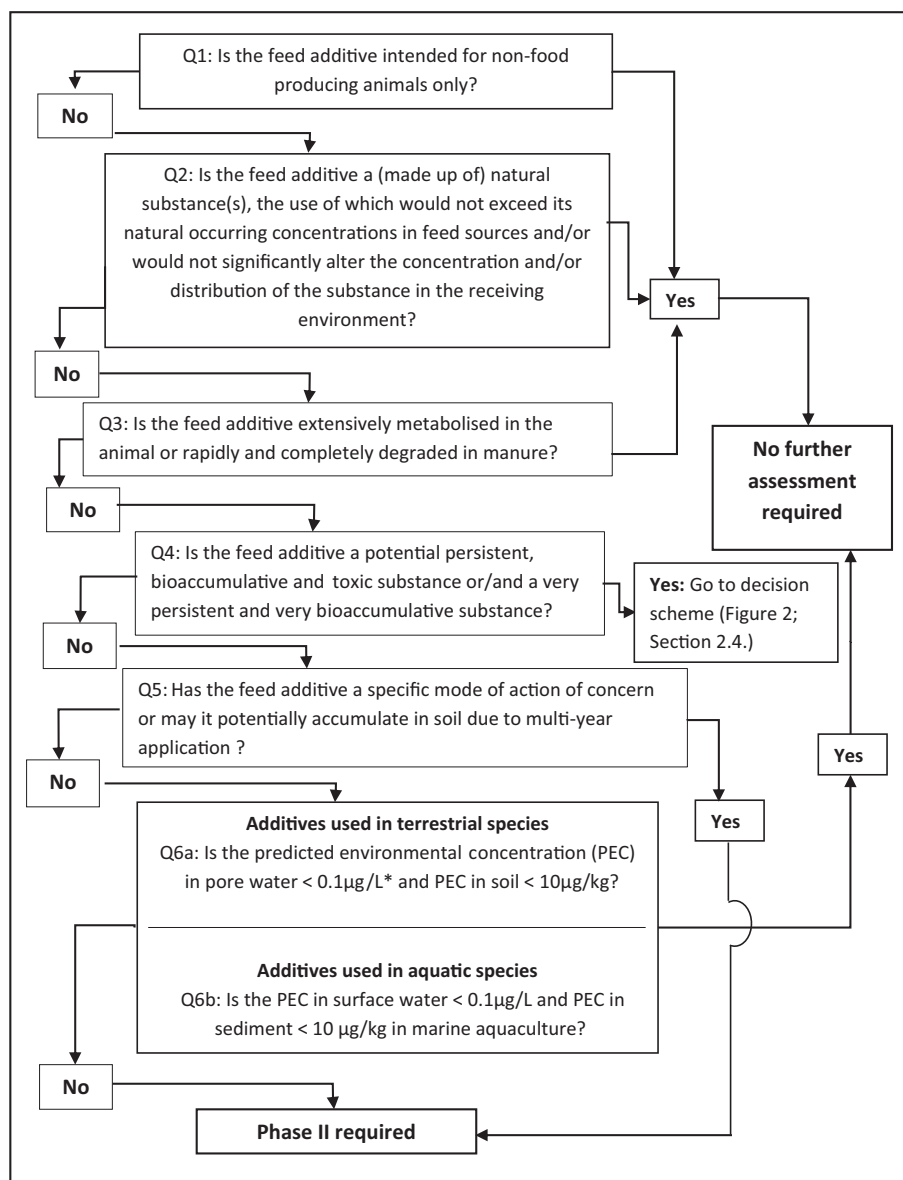 Q1: Is the feed additive intended for non-food
producing animals only?
No
Q2: Is the feed additive a (made up of) natural
substance(s), the use of which would not exceed its
natural occurring concentrations in feed sources and/or
would not significantly alter the concentration and/or
distribution of the substance in the receiving
environment?
Yes
No
Q3: Is the feed additive extensively metabolised in the
animal or rapidly and completely degraded in manure?
No further
assessment
required
No
Q4: Is the feed additive a potential persistent,
bioaccumulative and toxic substance or/and a very
persistent and very bioaccumulative substance?
Yes: Go to decision
scheme (Figure 2;
Section 2.4.)
No
Q5: Has the feed additive a specific mode of action of concern
or may it potentially accumulate in soil due to multi-year
application ?
Yes
No
Yes
Additives used in terrestrial species
Q6a: Is the predicted environmental concentration (PEC)
in pore water < 0.1µg/L* and PEC in soil < 10µg/kg?
Additives used in aquatic species
Q6b: Is the PEC in surface water < 0.1µg/L and PEC in
sediment < 10 µg/kg in marine aquaculture?
No
Phase II required